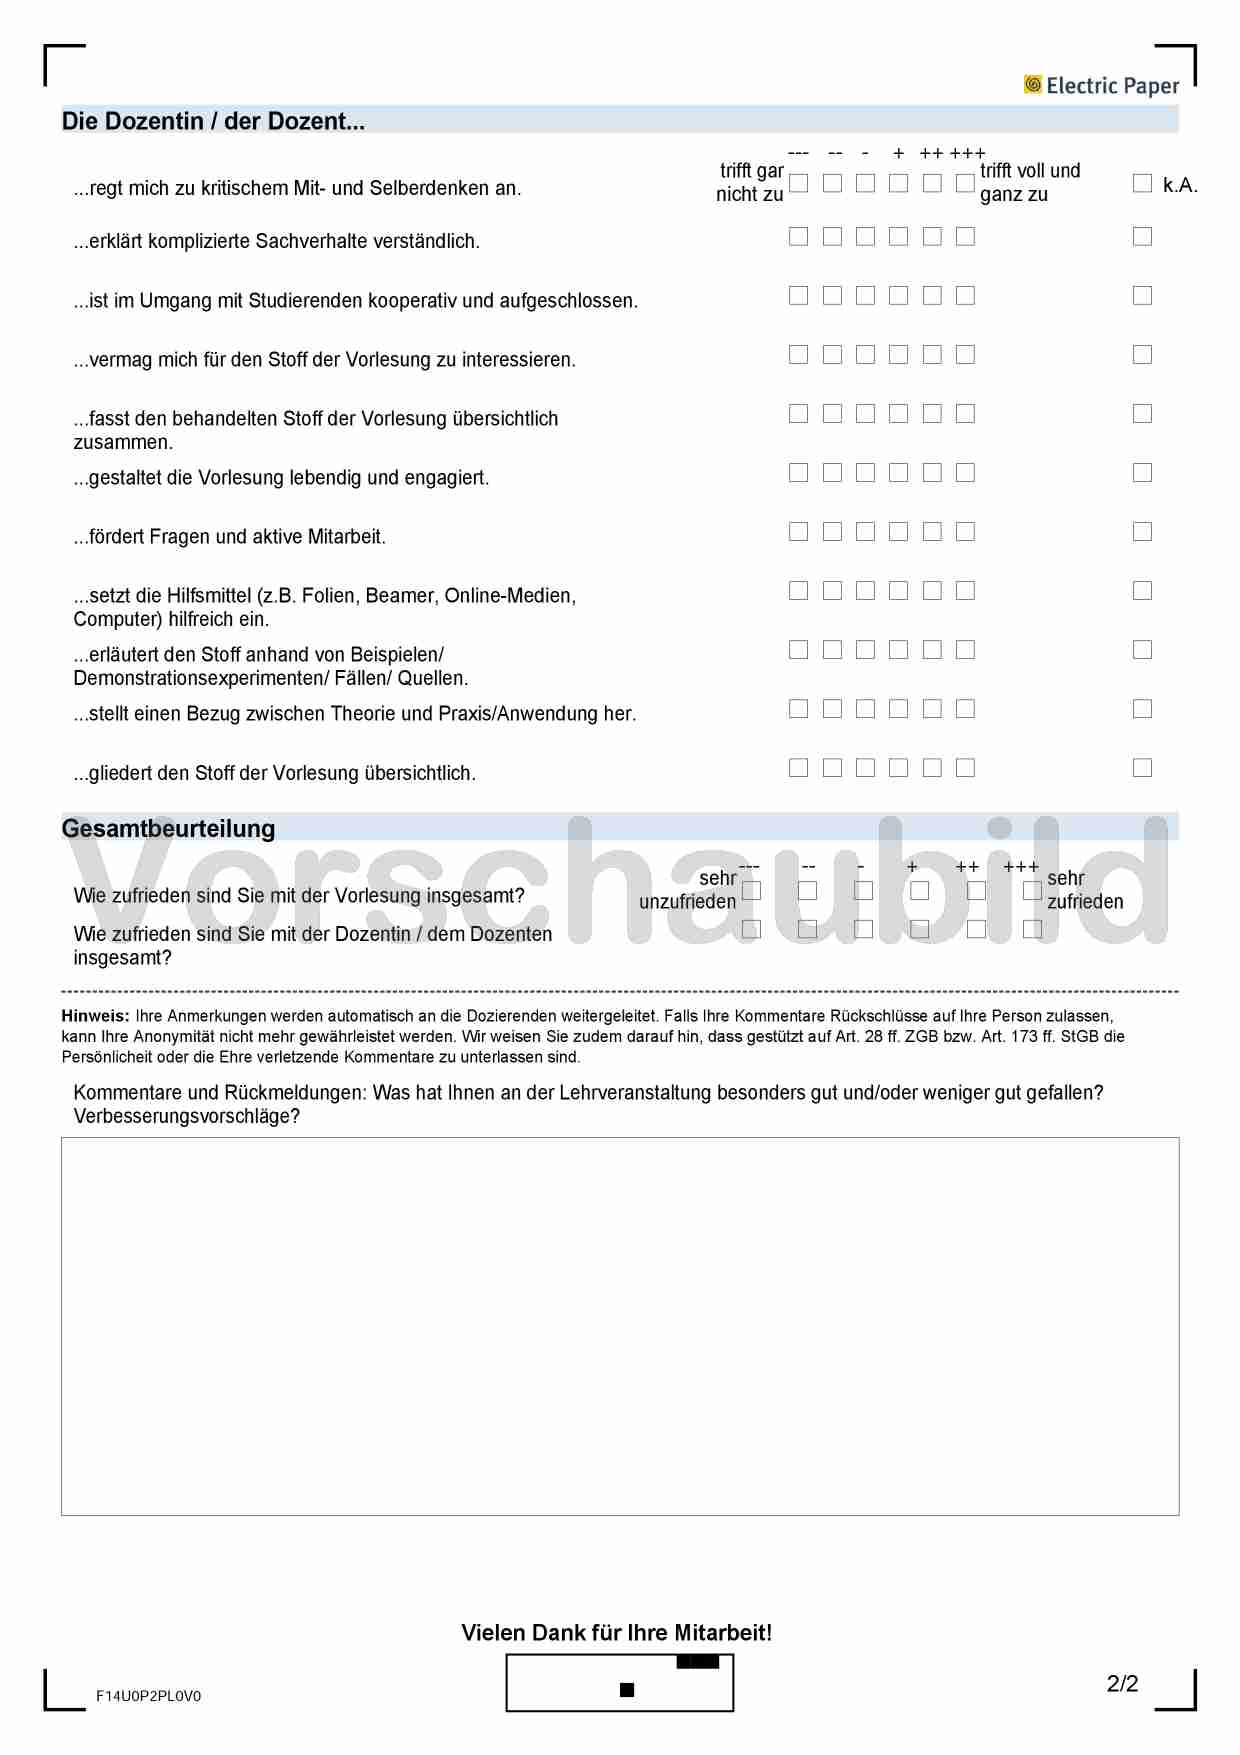 Electric Paper
Die Dozentin / der Dozent...
--- -- - + ++ +++
trifft gar nicht zu
trifft voll und ganz zu
k.A.
...regt mich zu kritischem Mit- und Selberdenken an.
...erklärt komplizierte Sachverhalte verständlich.
...ist im Umgang mit Studierenden kooperativ und aufgeschlossen.
...vermag mich für den Stoff der Vorlesung zu interessieren.
...fasst den behandelten Stoff der Vorlesung übersichtlich
zusammen.
...gestaltet die Vorlesung lebendig und engagiert.
...fördert Fragen und aktive Mitarbeit.
...setzt die Hilfsmittel (z.B. Folien, Beamer, Online-Medien,
Computer) hilfreich ein.
...erläutert den Stoff anhand von Beispielen/
Demonstrationsexperimenten/ Fällen/ Quellen.
...stellt einen Bezug zwischen Theorie und Praxis/Anwendung her.
...gliedert den Stoff der Vorlesung übersichtlich.
Gesamtbeurteilung
Vorschaubild
--- -- - + ++ +++
sehr unzufrieden
sehr zufrieden
Wie zufrieden sind Sie mit der Vorlesung insgesamt?
Wie zufrieden sind Sie mit der Dozentin / dem Dozenten
insgesamt?
Hinweis: Ihre Anmerkungen werden automatisch an die Dozierenden weitergeleitet. Falls Ihre Kommentare Rückschlüsse auf Ihre Person zulassen,
kann Ihre Anonymität nicht mehr gewährleistet werden. Wir weisen Sie zudem darauf hin, dass gestützt auf Art. 28 ff. ZGB bzw. Art. 173 ff. StGB die
Persönlicheit oder die Ehre verletzende Kommentare zu unterlassen sind.
Kommentare und Rückmeldungen: Was hat Ihnen an der Lehrveranstaltung besonders gut und/oder weniger gut gefallen?
Verbesserungsvorschläge?
Vielen Dank für Ihre Mitarbeit!
F14U0P2PL0V0
2/2